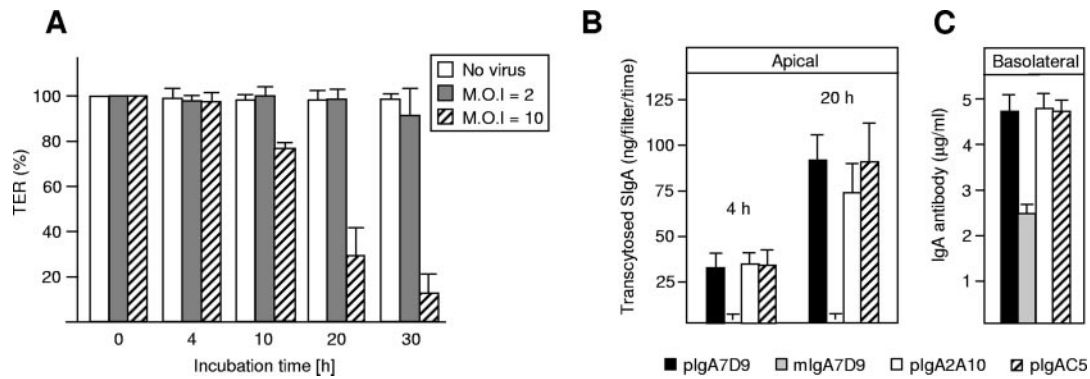 A
TER (%)
100
80
60
40
20
0
4
10
20
30
Incubation time [h]
No virus
M.O.I = 2
M.O.I = 10
B
Apical
Transcytosed SIgA (ng/filter/time)
125
100
75
50
25
4 h
20 h
C
Basolateral
IgA antibody (µg/ml)
5
4
3
2
1
pIgA7D9
mIgA7D9
pIgA2A10
pIgAC5